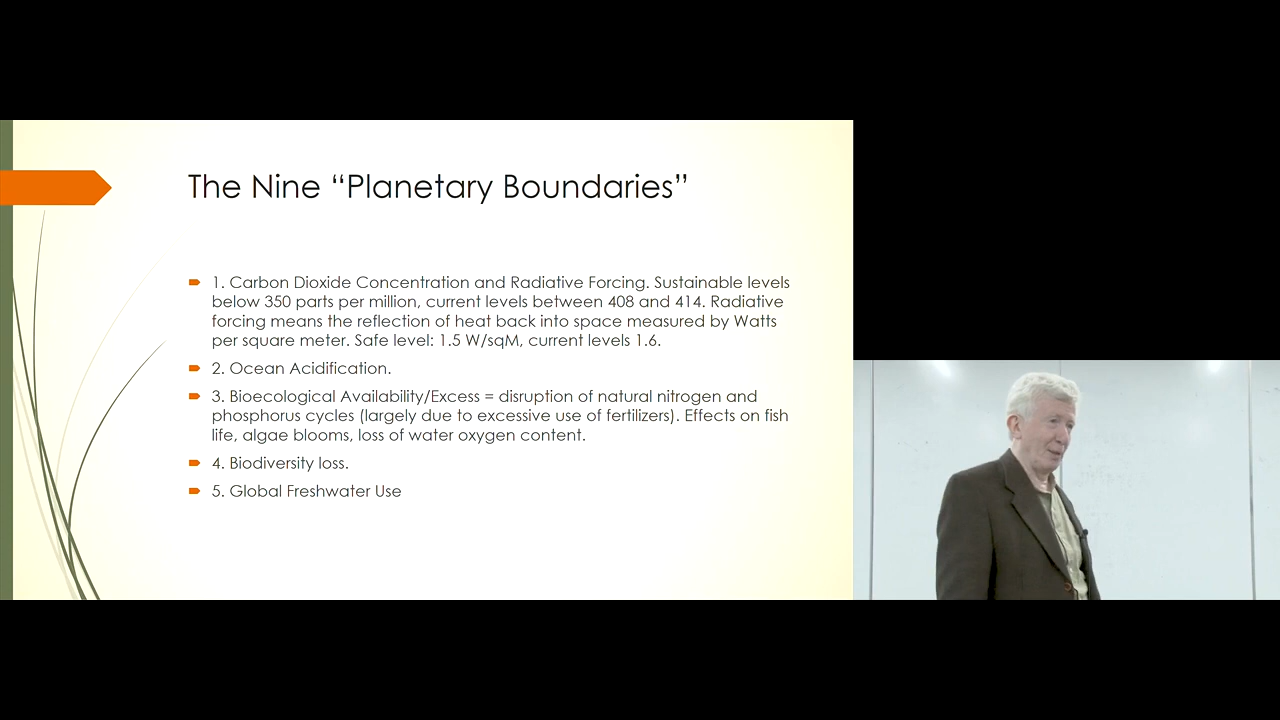 The Nine “Planetary Boundaries”
1. Carbon Dioxide Concentration and Radiative Forcing. Sustainable levels
below 350 parts per million, current levels between 408 and 414. Radiative
forcing means the reflection of heat back into space measured by Watts
per square meter. Safe level: 1.5 W/sqM, current levels 1.6.
2. Ocean Acidification.
3. Bioecological Availability/Excess = disruption of natural nitrogen and
phosphorus cycles (largely due to excessive use of fertilizers). Effects on fish
life, algae blooms, loss of water oxygen content.
4. Biodiversity loss.
5. Global Freshwater Use